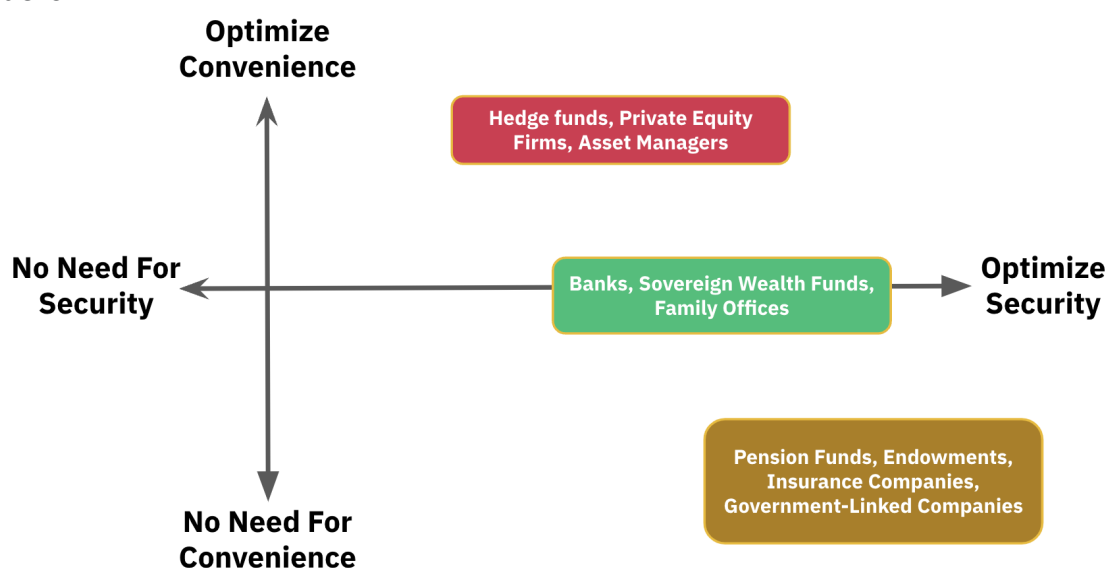 Optimize
Convenience
Hedge funds, Private Equity
Firms, Asset Managers
No Need For
Security
Banks, Sovereign Wealth Funds,
Family Offices
Optimize
Security
Pension Funds, Endowments,
Insurance Companies,
Government-Linked Companies
No Need For
Convenience